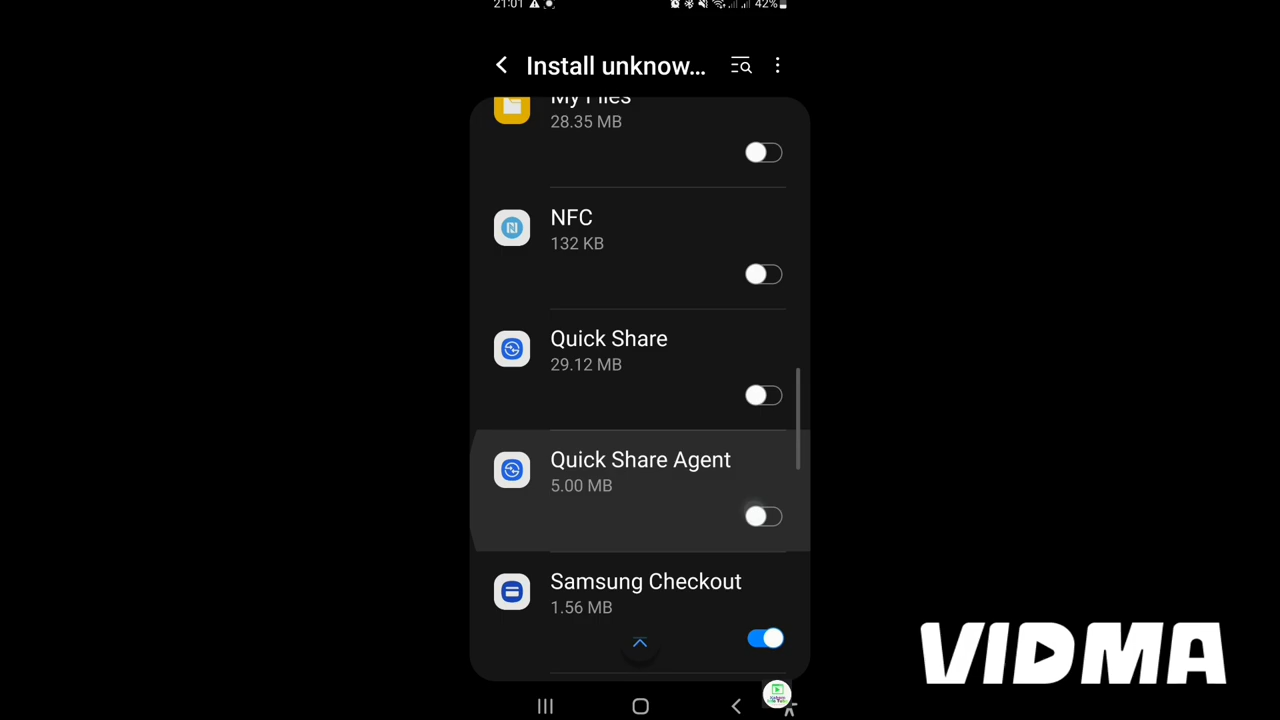 21:01
42%
Install unknow...
My Files
28.35 MB
NFC
132 KB
Quick Share
29.12 MB
Quick Share Agent
5.00 MB
Samsung Checkout
1.56 MB
VIDMA